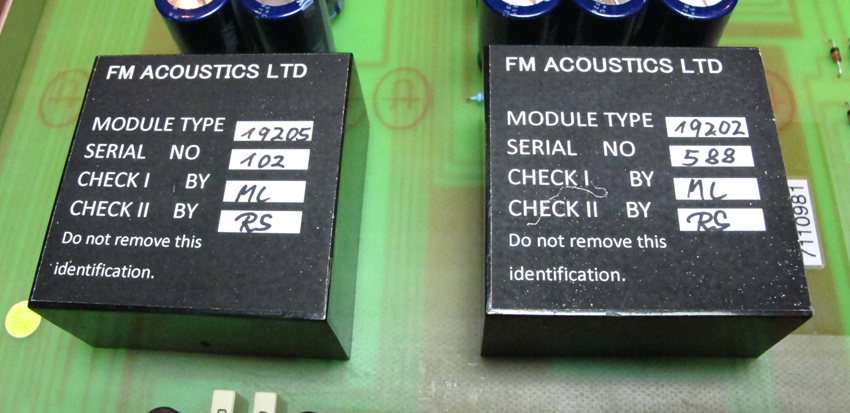 FM ACOUSTICS LTD
MODULE TYPE 19205
SERIAL NO 102
CHECK I BY ML
CHECK II BY RS
Do not remove this
identification.
FM ACOUSTICS LTD
MODULE TYPE 19202
SERIAL NO 588
CHECK I BY ML
CHECK II BY RS
Do not remove this
identification.
7110981